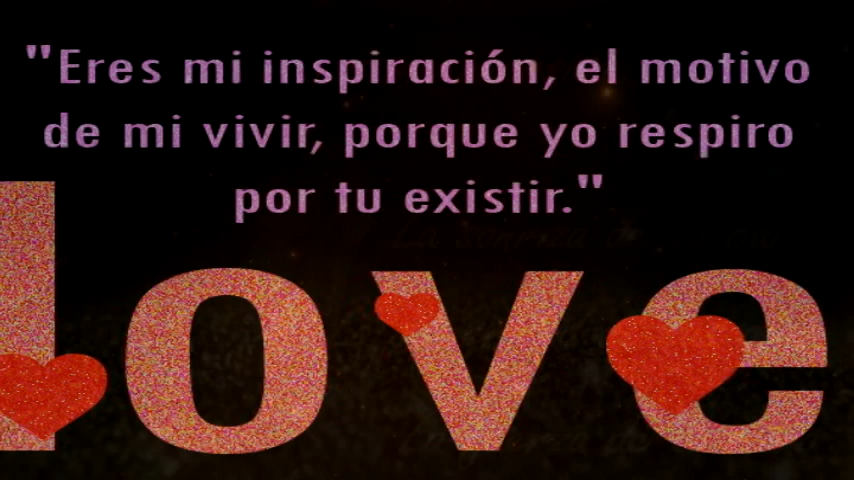 "Eres mi inspiración, el motivo
de mi vivir, porque yo respiro
por tu existir."
love